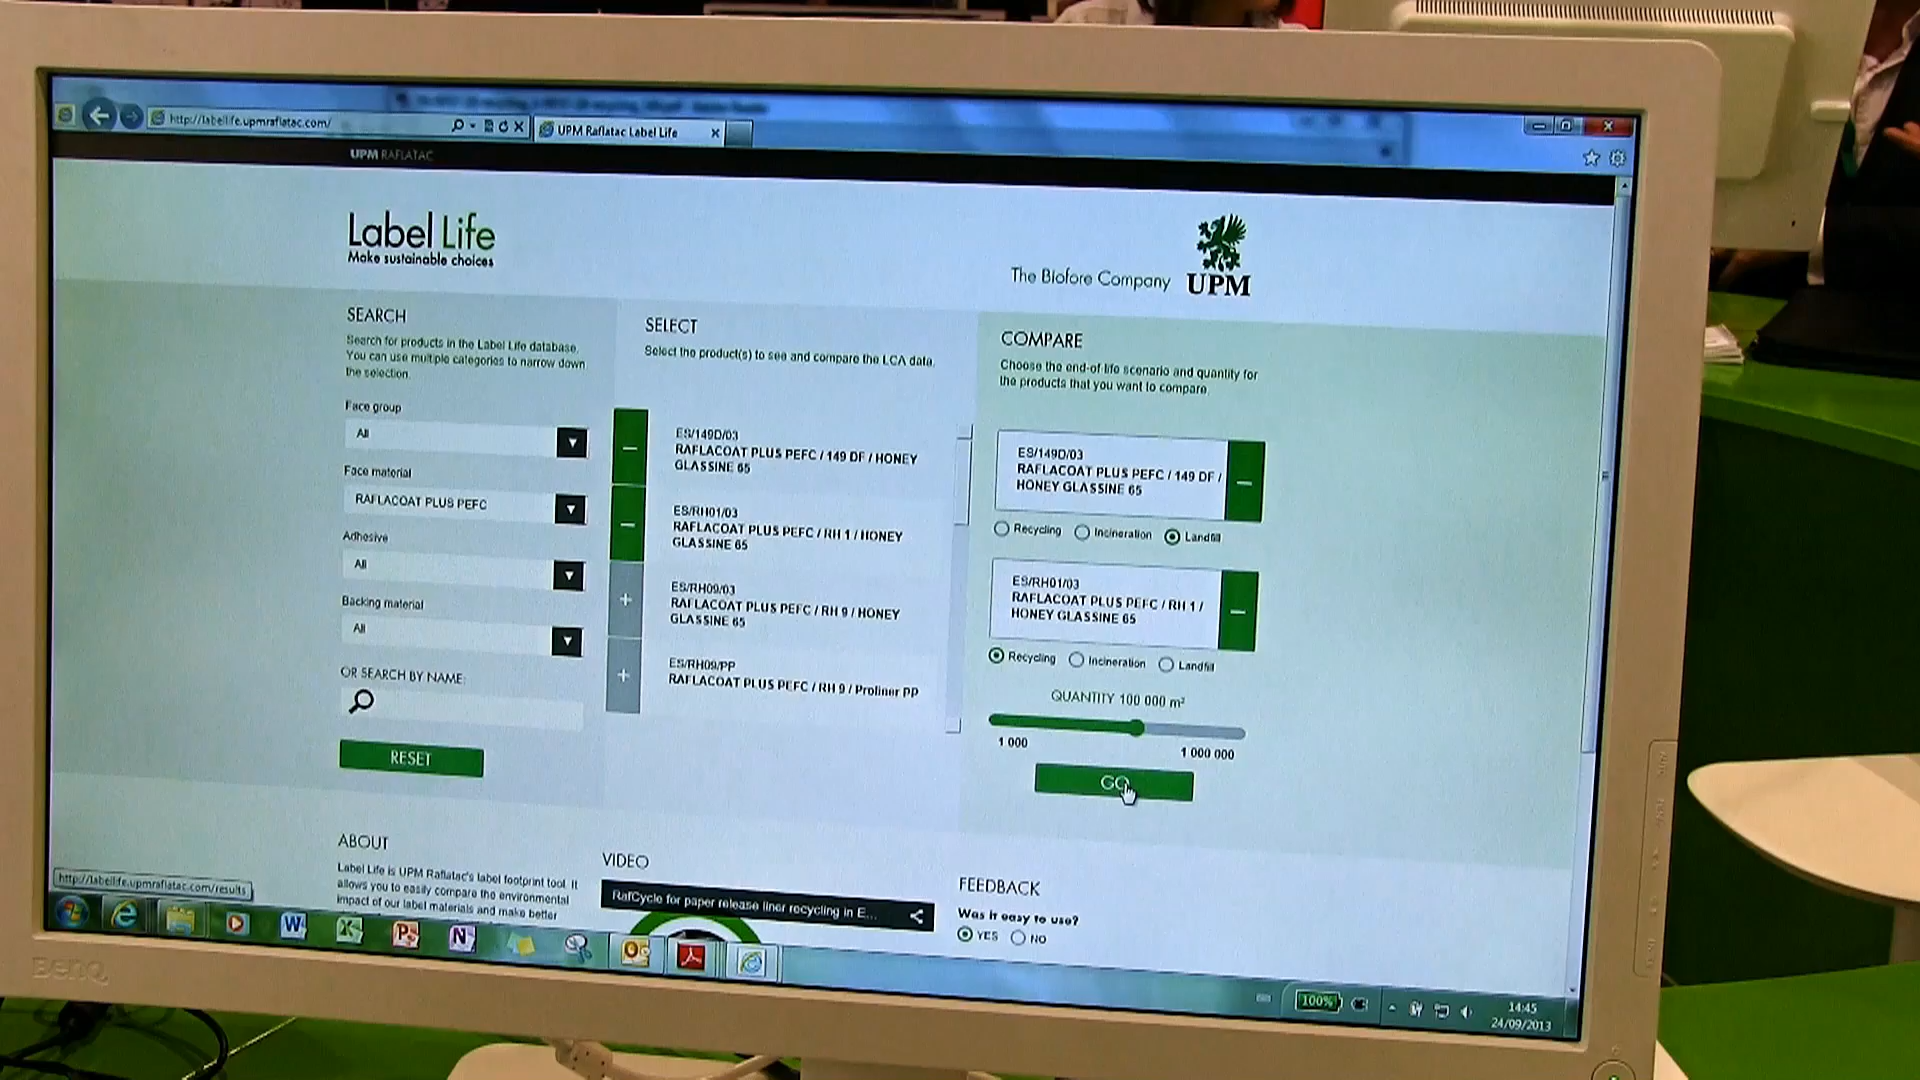 http://labellife.upmraflatac.com/
UPM Raflatac Label Life
UPM RAFLATAC
Label Life
Make sustainable choices
The Biofore Company
UPM
SEARCH
Search for products in the Label Life database.
You can use multiple categories to narrow down
the selection.
Face group
All
Face material
RAFLACOAT PLUS PEFC
Adhesive
All
Backing material
All
OR SEARCH BY NAME:
RESET
SELECT
Select the product(s) to see and compare the LCA data.
ES/149D/03
RAFLACOAT PLUS PEFC / 149 DF / HONEY
GLASSINE 65
ES/RH01/03
RAFLACOAT PLUS PEFC / RH 1 / HONEY
GLASSINE 65
ES/RH09/03
RAFLACOAT PLUS PEFC / RH 9 / HONEY
GLASSINE 65
ES/RH09/PP
RAFLACOAT PLUS PEFC / RH 9 / Proliner PP
COMPARE
Choose the end-of life scenario and quantity for
the products that you want to compare.
ES/149D/03
RAFLACOAT PLUS PEFC / 149 DF /
HONEY GLASSINE 65
Recycling Incineration Landfill
ES/RH01/03
RAFLACOAT PLUS PEFC / RH 1 /
HONEY GLASSINE 65
Recycling Incineration Landfill
QUANTITY 100 000 m²
1 000 1 000 000
GO
ABOUT
Label Life is UPM Raflatac's label footprint tool. It
allows you to easily compare the environmental
impact of our label materials and make better
VIDEO
RafCycle for paper release liner recycling in E...
FEEDBACK
Was it easy to use?
YES NO
http://labellife.upmraflatac.com/results
100%
14:45
24/09/2013
BenQ